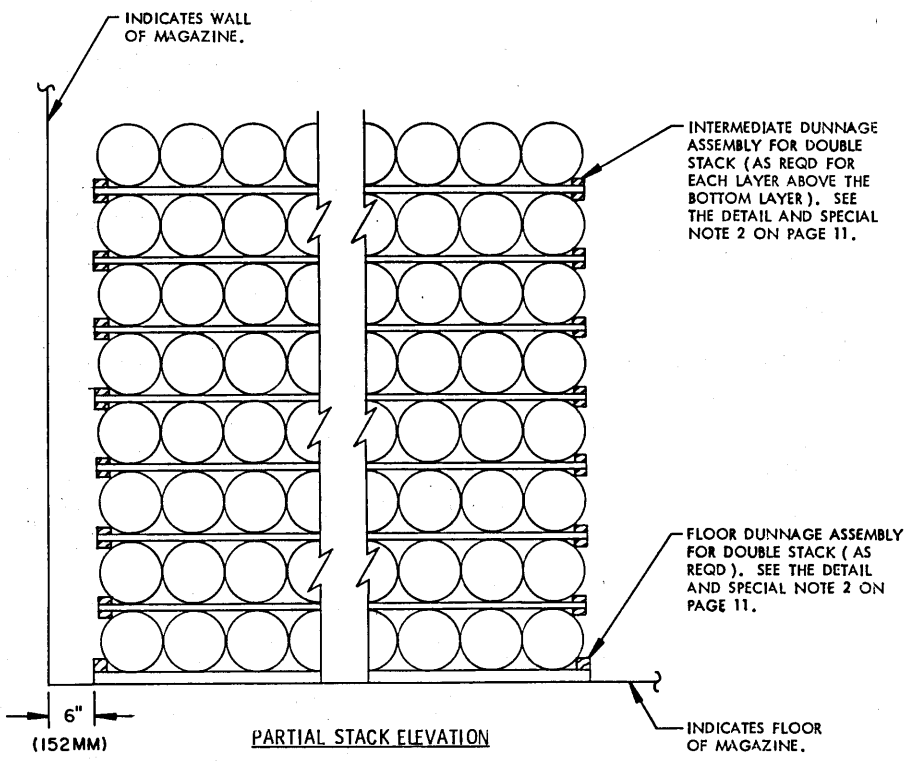 INDICATES WALL
OF MAGAZINE.
INTERMEDIATE DUNNAGE
ASSEMBLY FOR DOUBLE
STACK (AS REQD FOR
EACH LAYER ABOVE THE
BOTTOM LAYER). SEE
THE DETAIL AND SPECIAL
NOTE 2 ON PAGE 11.
FLOOR DUNNAGE ASSEMBLY
FOR DOUBLE STACK ( AS
REQD ). SEE THE DETAIL
AND SPECIAL NOTE 2 ON
PAGE 11.
6"
(152MM)
PARTIAL STACK ELEVATION
INDICATES FLOOR
OF MAGAZINE.